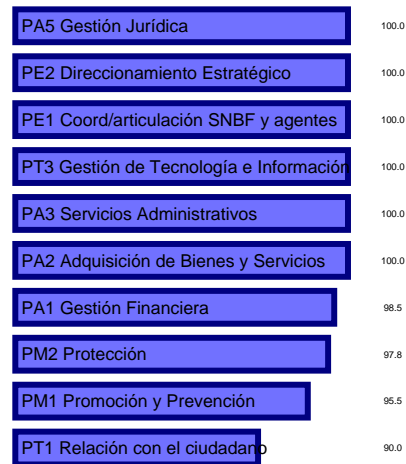 PA5 Gestión Jurídica 100.0
PE2 Direccionamiento Estratégico 100.0
PE1 Coord/articulación SNBF y agentes 100.0
PT3 Gestión de Tecnología e Información 100.0
PA3 Servicios Administrativos 100.0
PA2 Adquisición de Bienes y Servicios 100.0
PA1 Gestión Financiera 98.5
PM2 Protección 97.8
PM1 Promoción y Prevención 95.5
PT1 Relación con el ciudadano 90.0